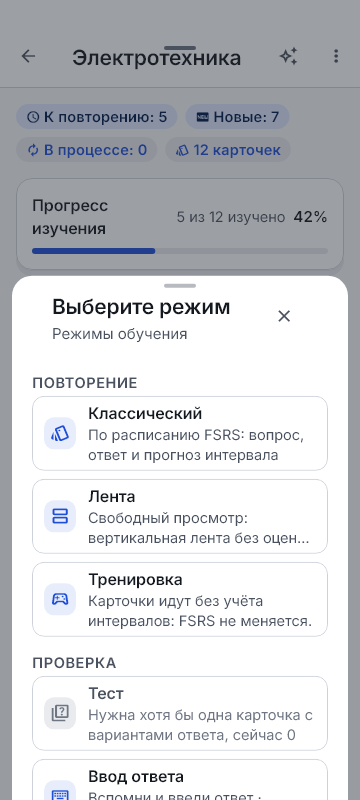 Электротехника
К повторению: 5
Новые: 7
В процессе: 0
12 карточек
Прогресс изучения
5 из 12 изучено 42%
Выберите режим
Режимы обучения
ПОВТОРЕНИЕ
Классический
По расписанию FSRS: вопрос,
ответ и прогноз интервала
Лента
Свободный просмотр:
вертикальная лента без оцен...
Тренировка
Карточки идут без учёта
интервалов: FSRS не меняется.
ПРОВЕРКА
Тест
Нужна хотя бы одна карточка с
вариантами ответа, сейчас 0
Ввод ответа
Вспомни и введи ответ ·